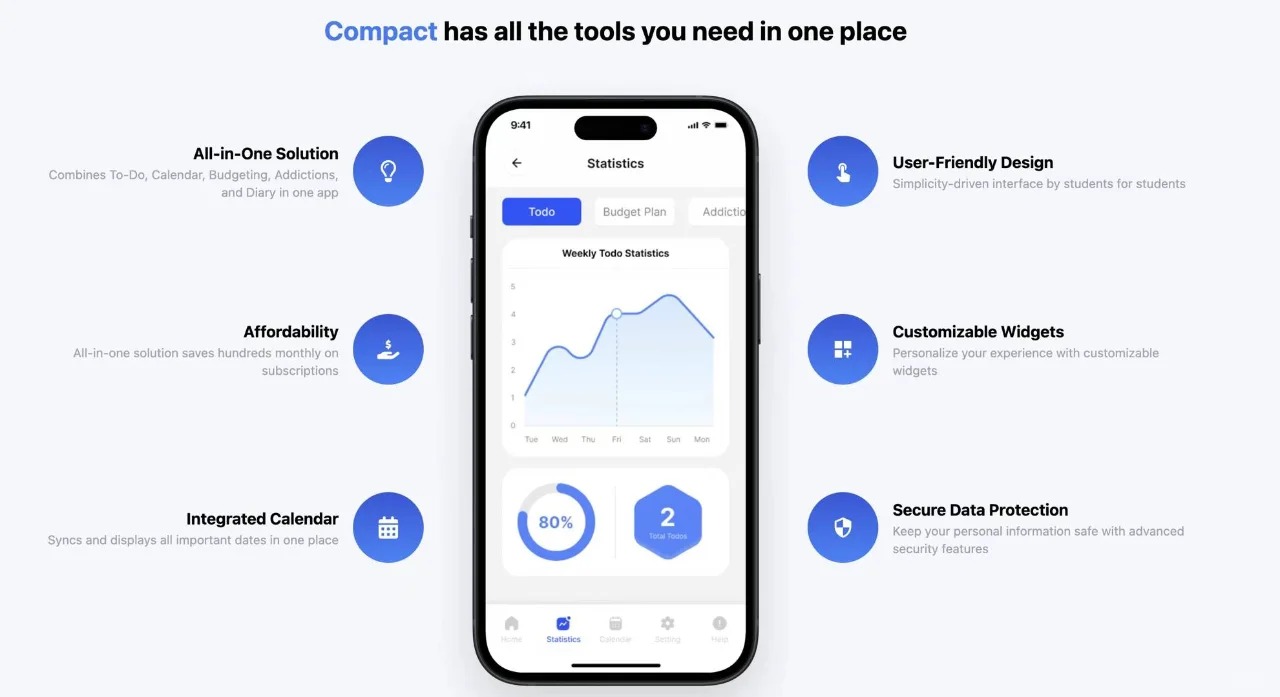 Compact has all the tools you need in one place
All-in-One Solution
Combines To-Do, Calendar, Budgeting, Addictions,
and Diary in one app
Affordability
All-in-one solution saves hundreds monthly on
subscriptions
Integrated Calendar
Syncs and displays all important dates in one place
9:41
Statistics
Todo Budget Plan Addictio
Weekly Todo Statistics
5
4
3
2
1
0
Tue Wed Thu Fri Sat Sun Mon
80%
2
Total Todos
Home Statistics Calendar Setting Help
User-Friendly Design
Simplicity-driven interface by students for students
Customizable Widgets
Personalize your experience with customizable
widgets
Secure Data Protection
Keep your personal information safe with advanced
security features